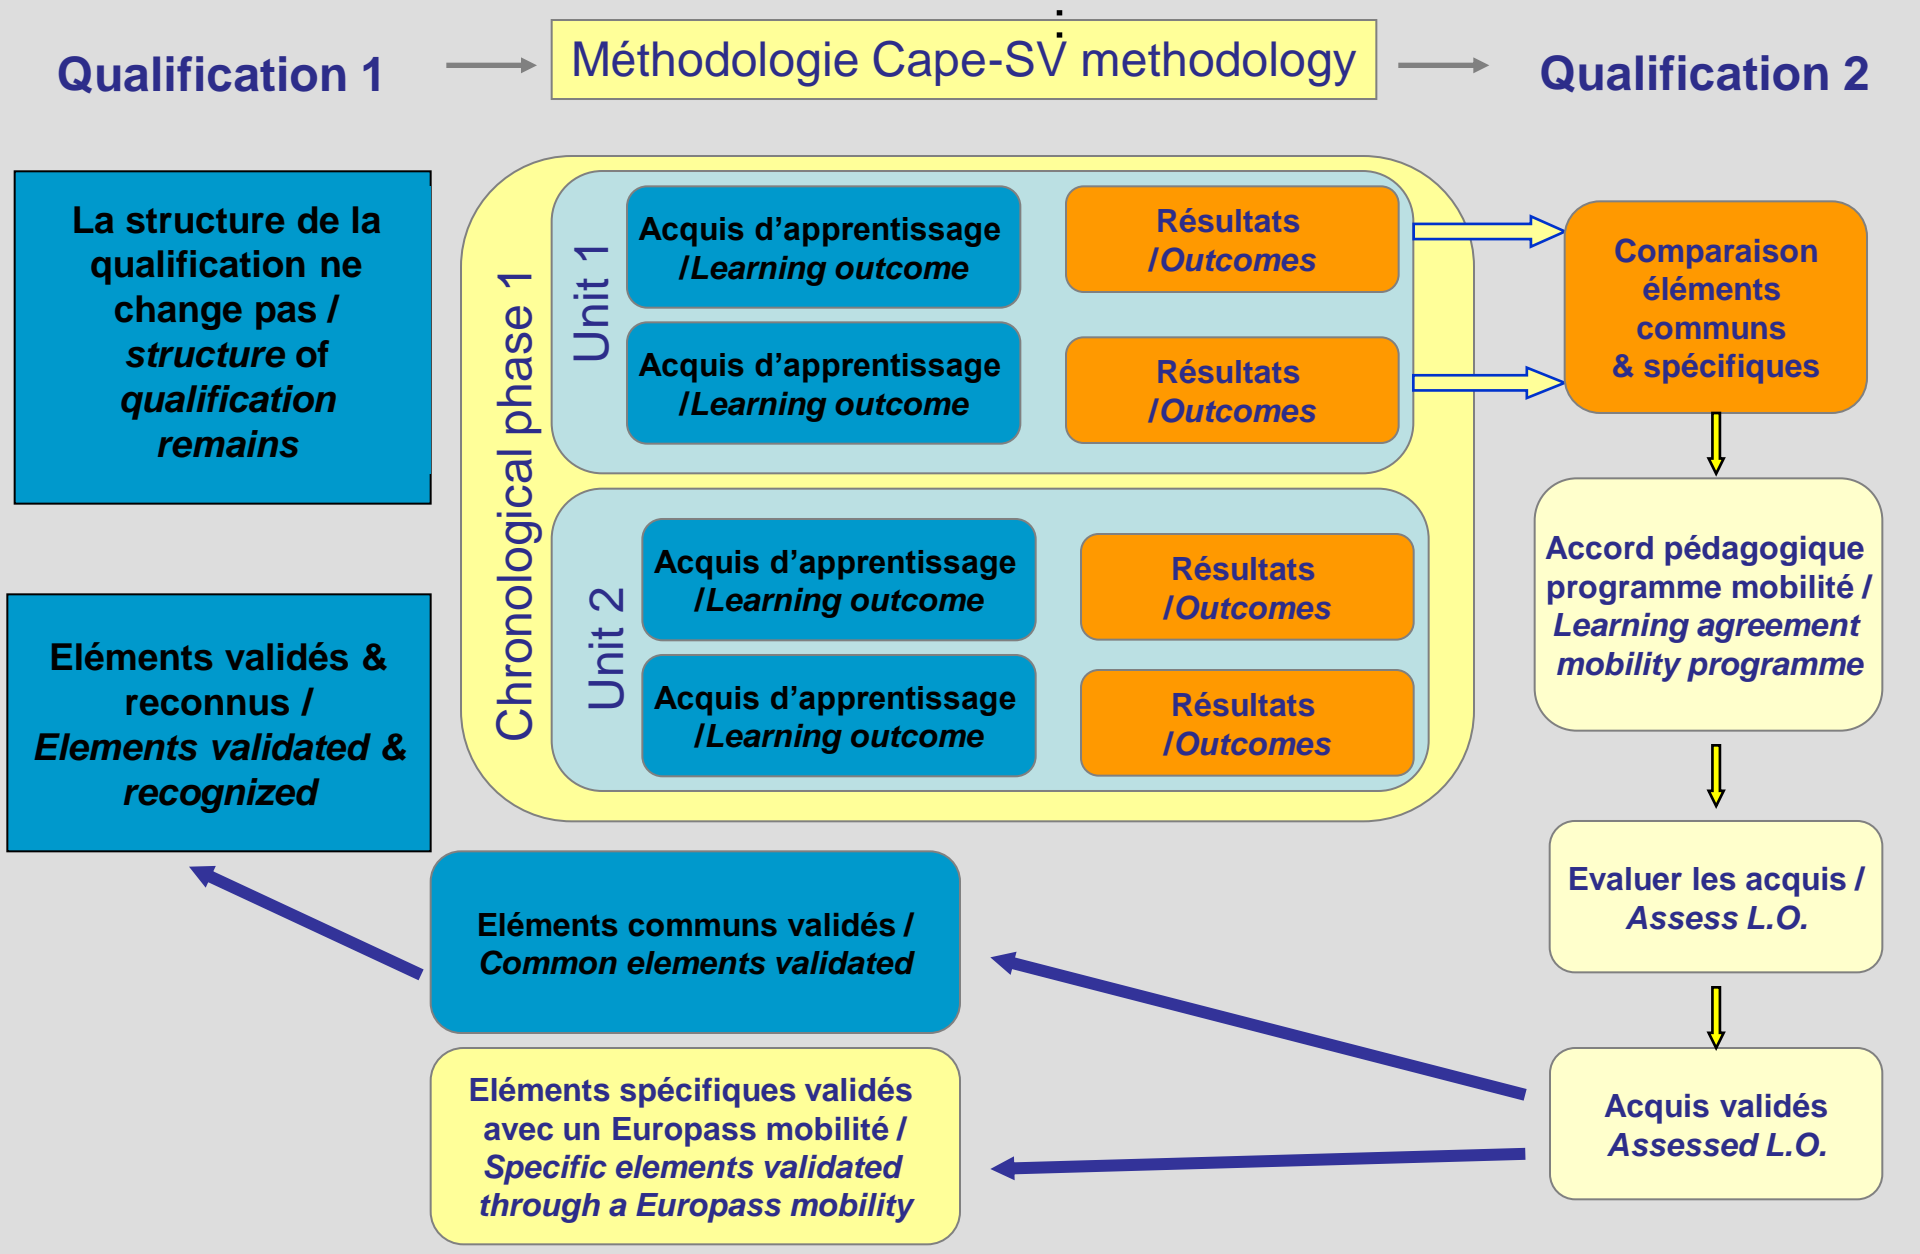 Qualification 1
:
Méthodologie Cape-SV methodology
Qualification 2
La structure de la
qualification ne
change pas /
structure of
qualification
remains
Eléments validés &
reconnus /
Elements validated &
recognized
Chronological phase 1
Unit 1
Acquis d’apprentissage
/Learning outcome
Résultats
/Outcomes
Acquis d’apprentissage
/Learning outcome
Résultats
/Outcomes
Unit 2
Acquis d’apprentissage
/Learning outcome
Résultats
/Outcomes
Acquis d’apprentissage
/Learning outcome
Résultats
/Outcomes
Comparaison
éléments
communs
& spécifiques
Accord pédagogique
programme mobilité /
Learning agreement
mobility programme
Evaluer les acquis /
Assess L.O.
Acquis validés
Assessed L.O.
Eléments communs validés /
Common elements validated
Eléments spécifiques validés
avec un Europass mobilité /
Specific elements validated
through a Europass mobility